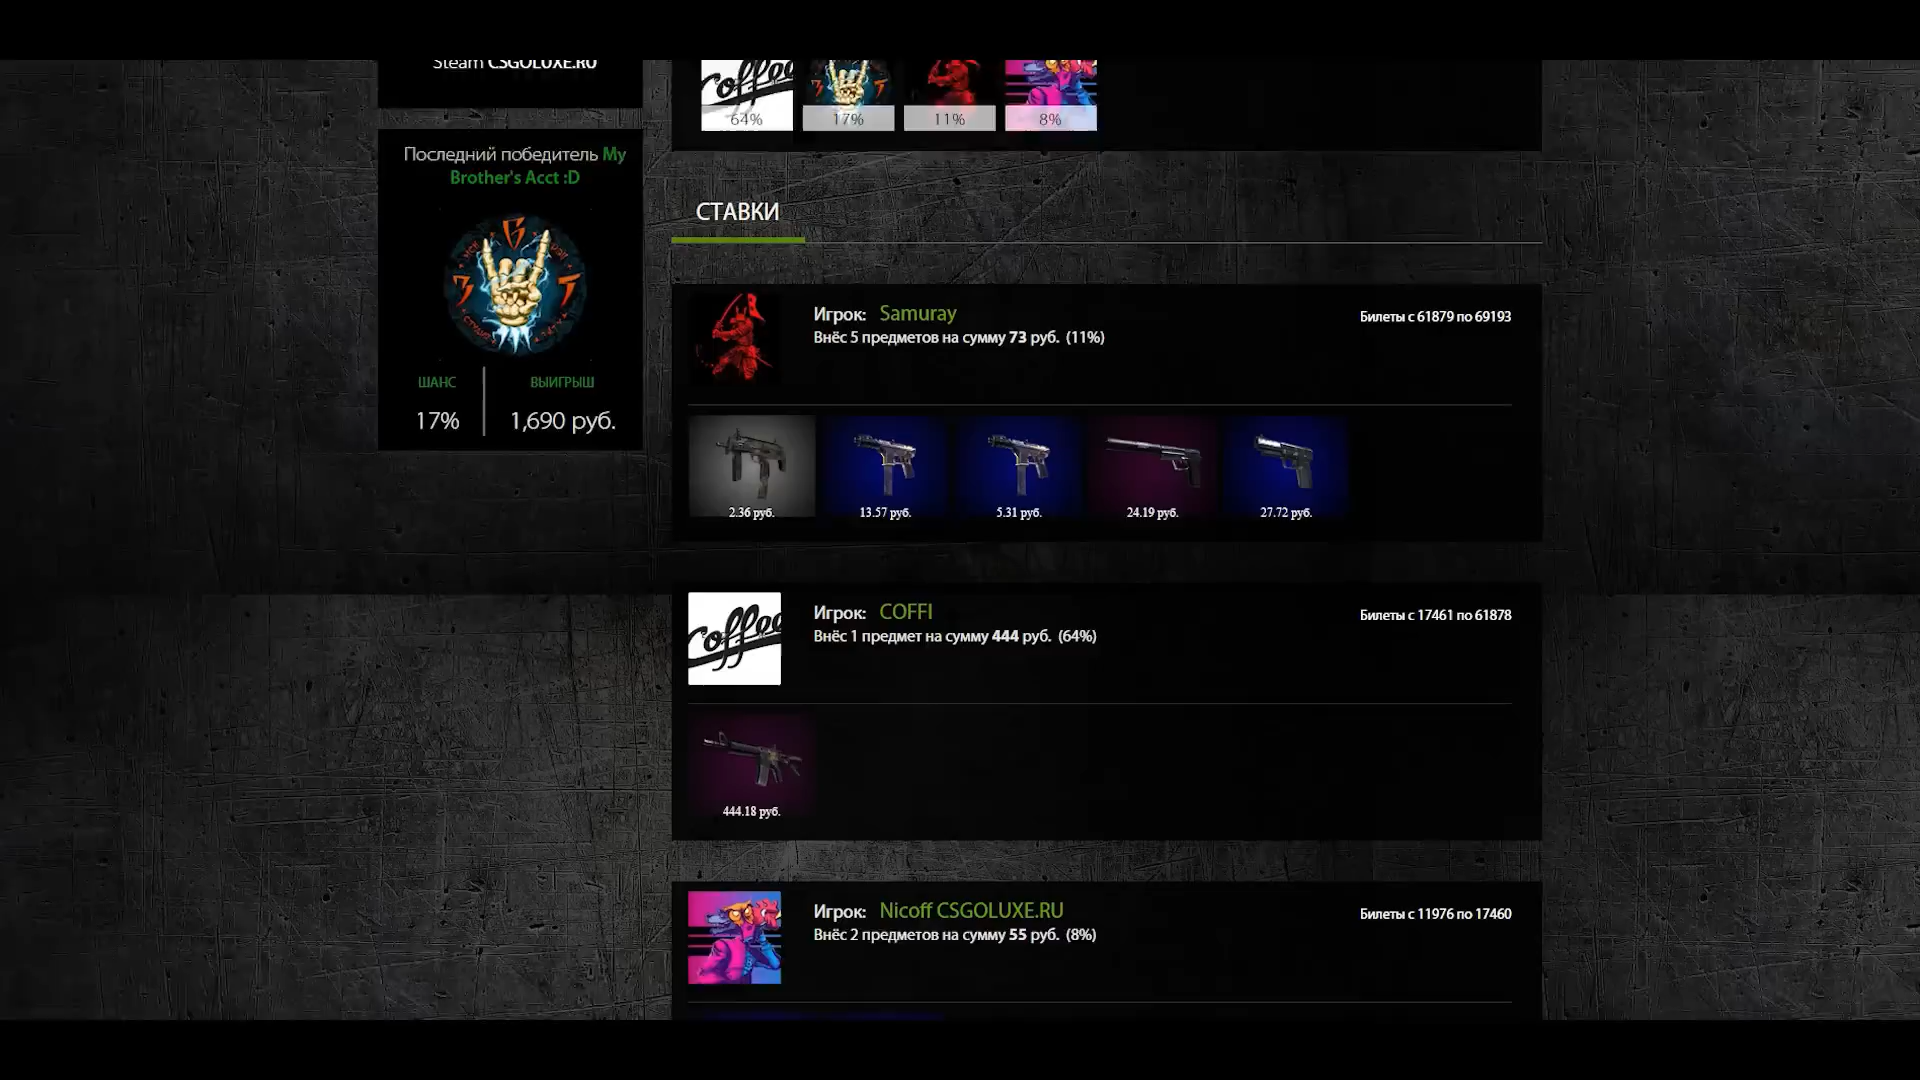 Steam CSGOLUXE.RU
Последний победитель My
Brother's Acct :D
ШАНС
17%
ВЫИГРЫШ
1,690 руб.
64%
17%
11%
8%
СТАВКИ
Игрок: Samuray
Билеты с 61879 по 69193
Внёс 5 предметов на сумму 73 руб. (11%)
2.36 руб.
13.57 руб.
5.31 руб.
24.19 руб.
27.72 руб.
coffee
Игрок: COFFI
Билеты с 17461 по 61878
Внёс 1 предмет на сумму 444 руб. (64%)
444.18 руб.
Игрок: Nicoff CSGOLUXE.RU
Билеты с 11976 по 17460
Внёс 2 предметов на сумму 55 руб. (8%)